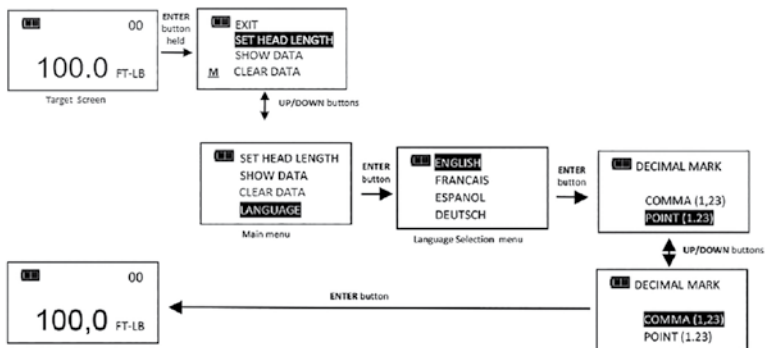 00
100.0 FT-LB
Target Screen
ENTER
button
held
EXIT
SET HEAD LENGTH
SHOW DATA
M CLEAR DATA
UP/DOWN buttons
SET HEAD LENGTH
SHOW DATA
CLEAR DATA
LANGUAGE
Main menu
ENTER
button
ENGLISH
FRANCAIS
ESPANOL
DEUTSCH
Language Selection menu
ENTER
button
DECIMAL MARK
COMMA (1,23)
POINT (1.23)
UP/DOWN buttons
DECIMAL MARK
COMMA (1,23)
POINT (1.23)
ENTER button
00
100,0 FT-LB